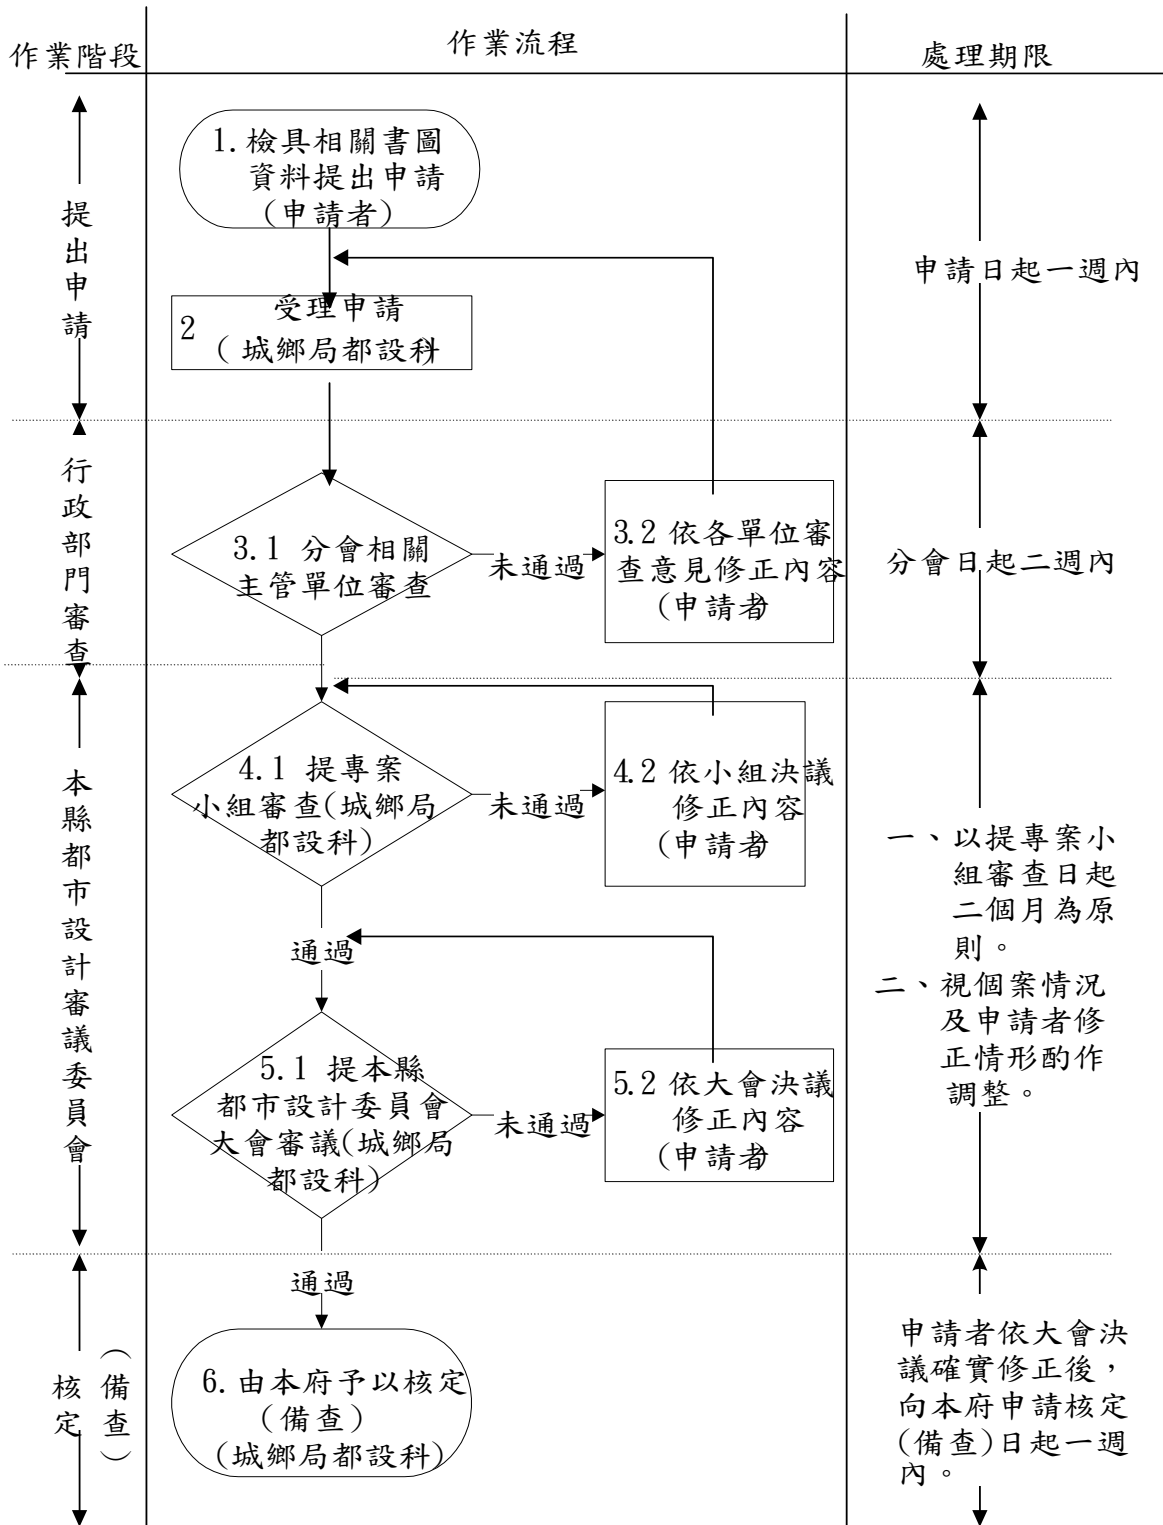 作業階段
作業流程
處理期限
提出申請
1.檢具相關書圖
資料提出申請
(申請者)
申請日起一週內
2
受理申請
(城鄉局都設科)
行政部門審查
3.1 分會相關
主管單位審查
未通過
3.2 依各單位審
查意見修正內容
(申請者)
分會日起二週內
本縣都市設計審議委員會
4.1 提專案
小組審查(城鄉局
都設科)
未通過
4.2 依小組決議
修正內容
(申請者)
一、以提專案小
組審查日起
二個月為原
則。
二、視個案情況
及申請者修
正情形酌作
調整。
通過
5.1 提本縣
都市設計委員會
大會審議(城鄉局
都設科)
未通過
5.2 依大會決議
修正內容
(申請者)
通過
核定
(備查)
6.由本府予以核定
(備查)
(城鄉局都設科)
申請者依大會決
議確實修正後，
向本府申請核定
(備查)日起一週
內。